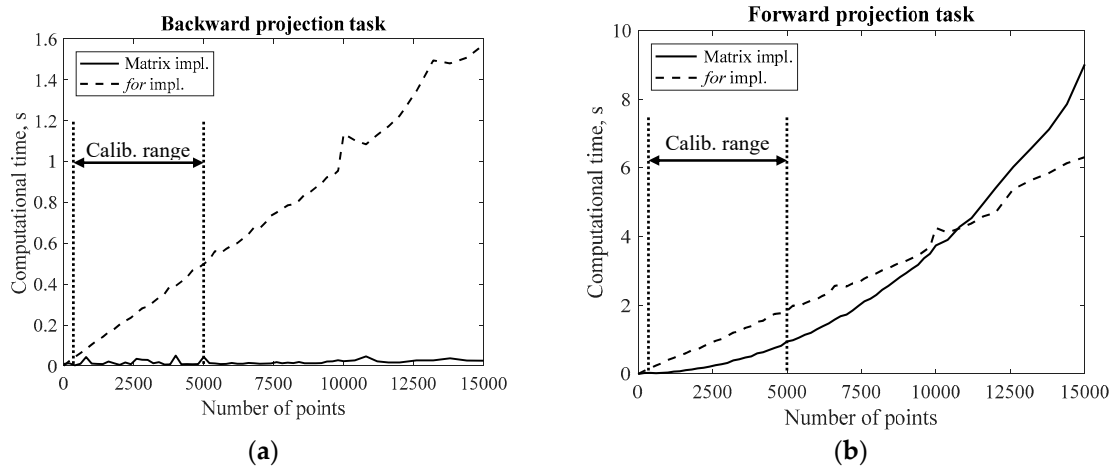 Backward projection task
1.6
1.4
1.2
1
0.8
0.6
0.4
0.2
0
Computational time, s
Matrix impl.
for impl.
Calib. range
0 2500 5000 7500 10000 12500 15000
Number of points
(a)
Forward projection task
10
8
6
4
2
0
Computational time, s
Matrix impl.
for impl.
Calib. range
0 2500 5000 7500 10000 12500 15000
Number of points
(b)